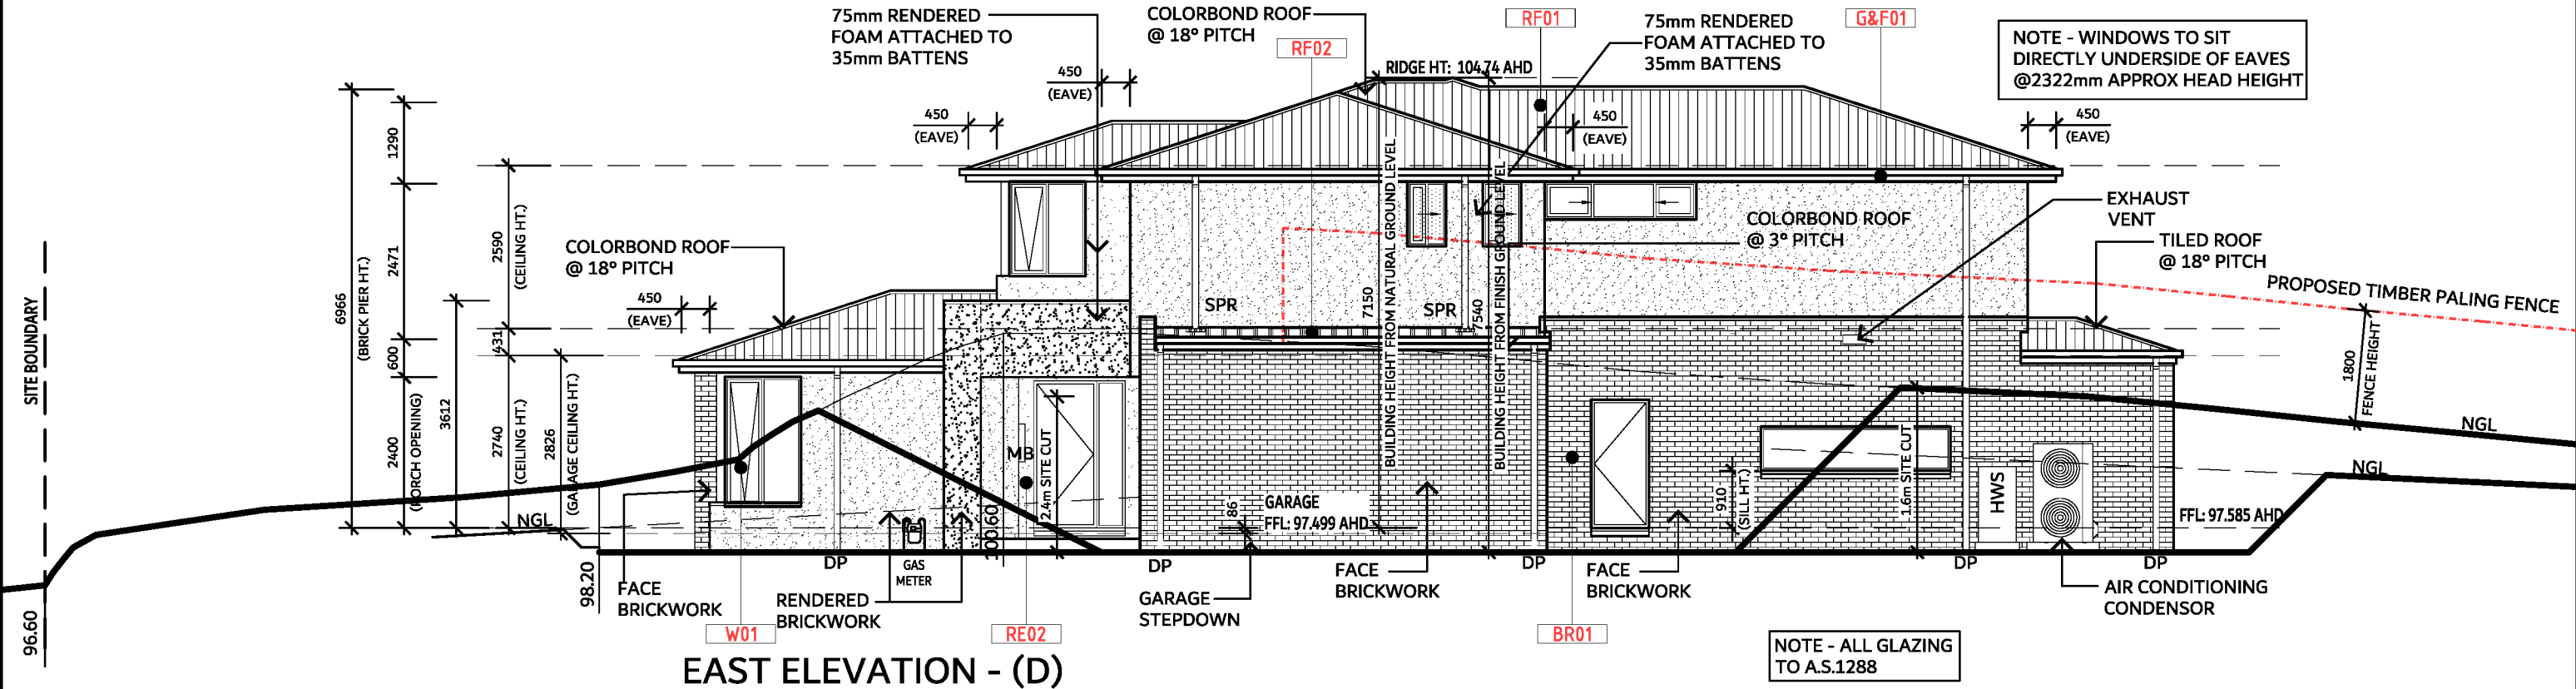 75mm RENDERED
FOAM ATTACHED TO
35mm BATTENS
COLORBOND ROOF
@ 18° PITCH
RF02
RF01
75mm RENDERED
FOAM ATTACHED TO
35mm BATTENS
G&F01
NOTE - WINDOWS TO SIT
DIRECTLY UNDERSIDE OF EAVES
@2322mm APPROX HEAD HEIGHT
RIDGE HT: 104.74 AHD
450
(EAVE)
450
(EAVE)
450
(EAVE)
450
(EAVE)
EXHAUST
VENT
TILED ROOF
@ 18° PITCH
COLORBOND ROOF
@ 3° PITCH
COLORBOND ROOF
@ 18° PITCH
450
(EAVE)
PROPOSED TIMBER PALING FENCE
1800
FENCE HEIGHT
SITE BOUNDARY
6966
(BRICK PIER HT.)
1290
2471
600
2400
(PORCH OPENING)
3612
2590
(CEILING HT.)
431
2740
(CEILING HT.)
2826
(GARAGE CEILING HT.)
SPR
SPR
7150
BUILDING HEIGHT FROM NATURAL GROUND LEVEL
7540
BUILDING HEIGHT FROM FINISH GROUND LEVEL
MB
2.4m SITE CUT
100.60
86
GARAGE
FFL: 97.499 AHD
910
(SILL HT.)
1.6m SITE CUT
HWS
NGL
NGL
NGL
FFL: 97.585 AHD
DP
DP
DP
DP
DP
GAS
METER
96.60
98.20
FACE
BRICKWORK
RENDERED
BRICKWORK
GARAGE
STEPDOWN
FACE
BRICKWORK
FACE
BRICKWORK
AIR CONDITIONING
CONDENSOR
W01
RE02
BR01
NOTE - ALL GLAZING
TO A.S.1288
EAST ELEVATION - (D)